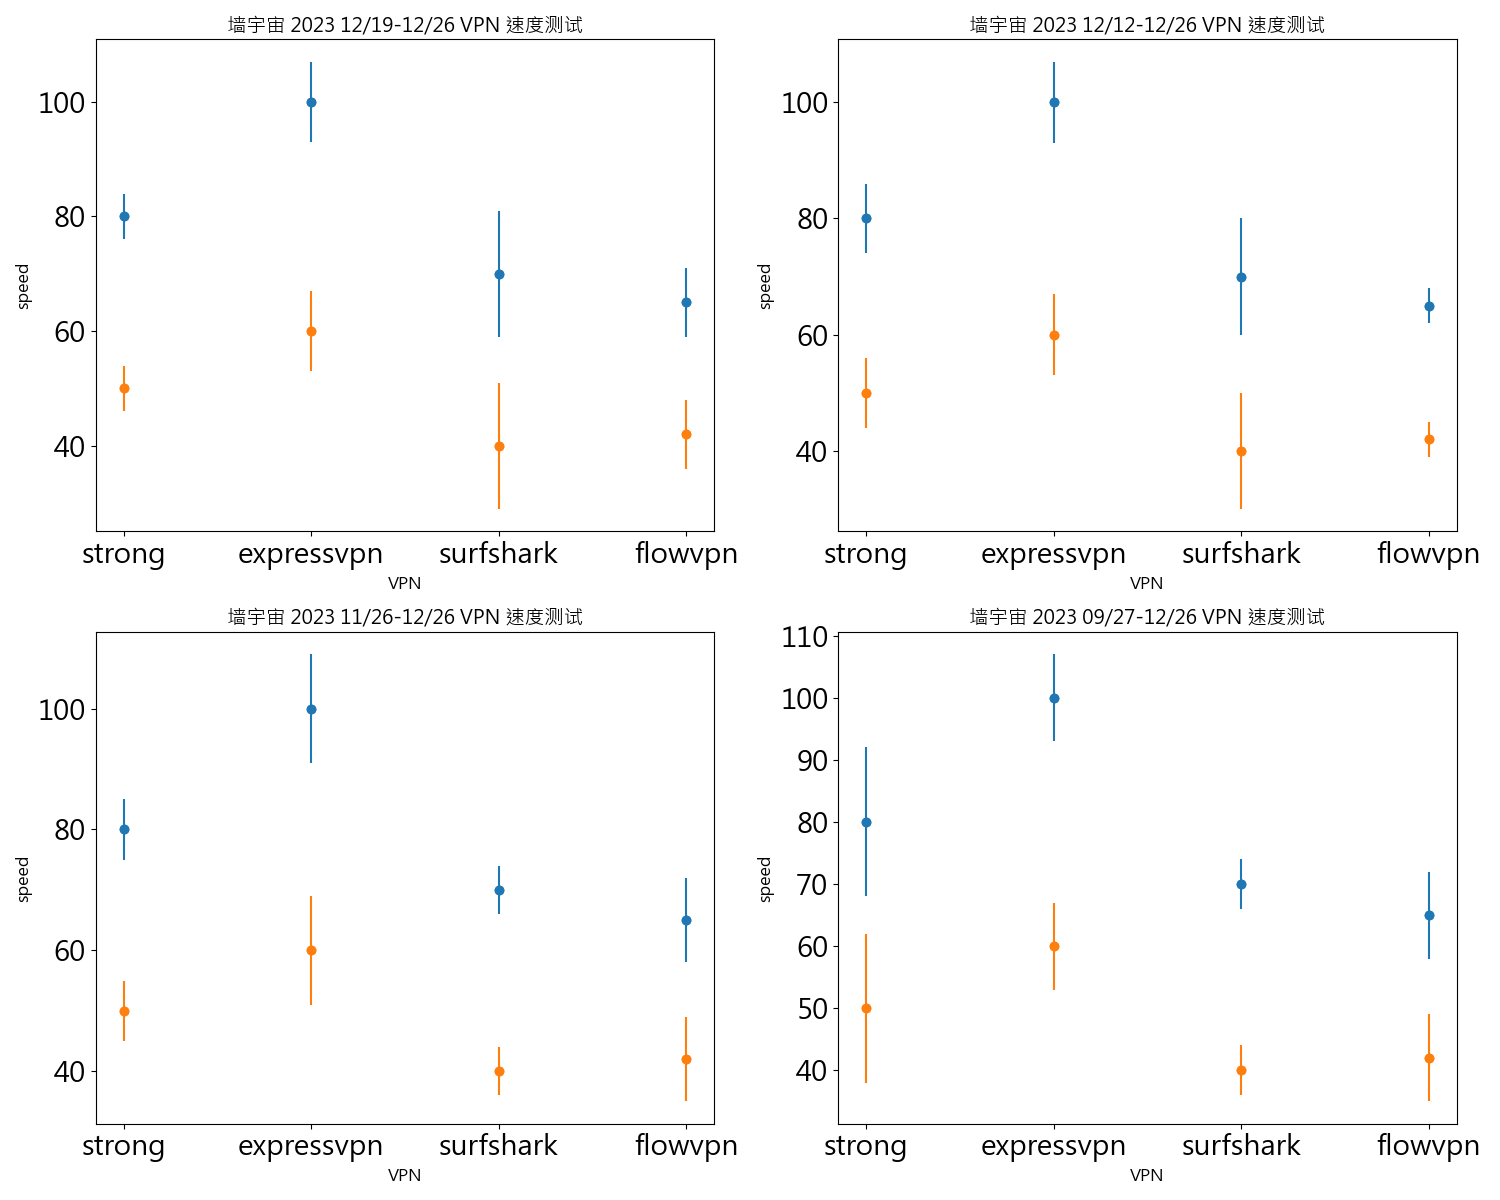 墙宇宙 2023 12/19-12/26 VPN 速度测试
100
80
60
40
speed
strong expressvpn surfshark flowvpn
VPN
墙宇宙 2023 12/12-12/26 VPN 速度测试
100
80
60
40
speed
strong expressvpn surfshark flowvpn
VPN
墙宇宙 2023 11/26-12/26 VPN 速度测试
100
80
60
40
speed
strong expressvpn surfshark flowvpn
VPN
墙宇宙 2023 09/27-12/26 VPN 速度测试
110
100
90
80
70
60
50
40
speed
strong expressvpn surfshark flowvpn
VPN